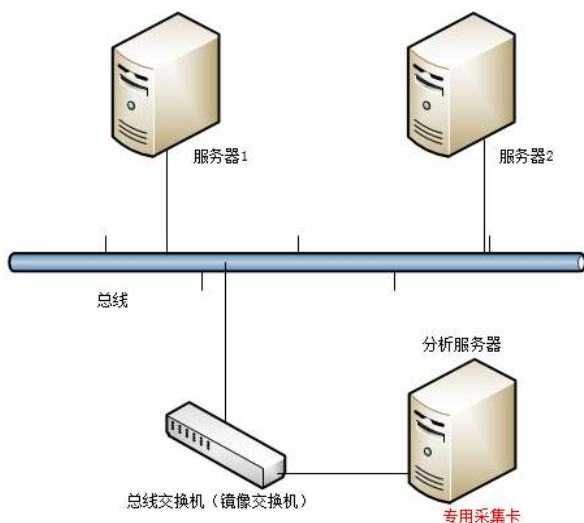 服务器1
服务器2
总线
分析服务器
总线交换机（镜像交换机）
专用采集卡